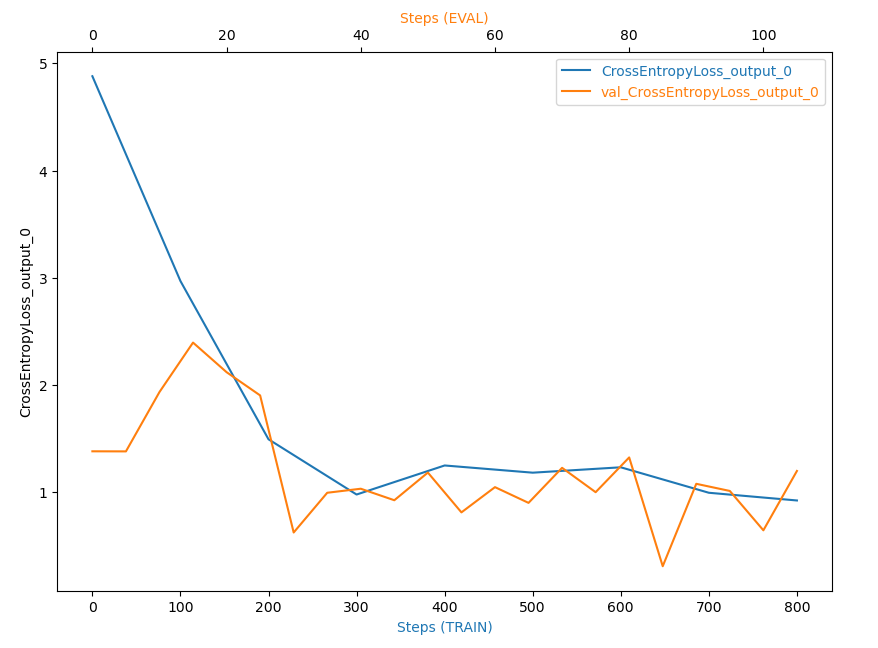 Steps (EVAL)
0 20 40 60 80 100
CrossEntropyLoss_output_0
val_CrossEntropyLoss_output_0
5
4
3
2
1
CrossEntropyLoss_output_0
0 100 200 300 400 500 600 700 800
Steps (TRAIN)